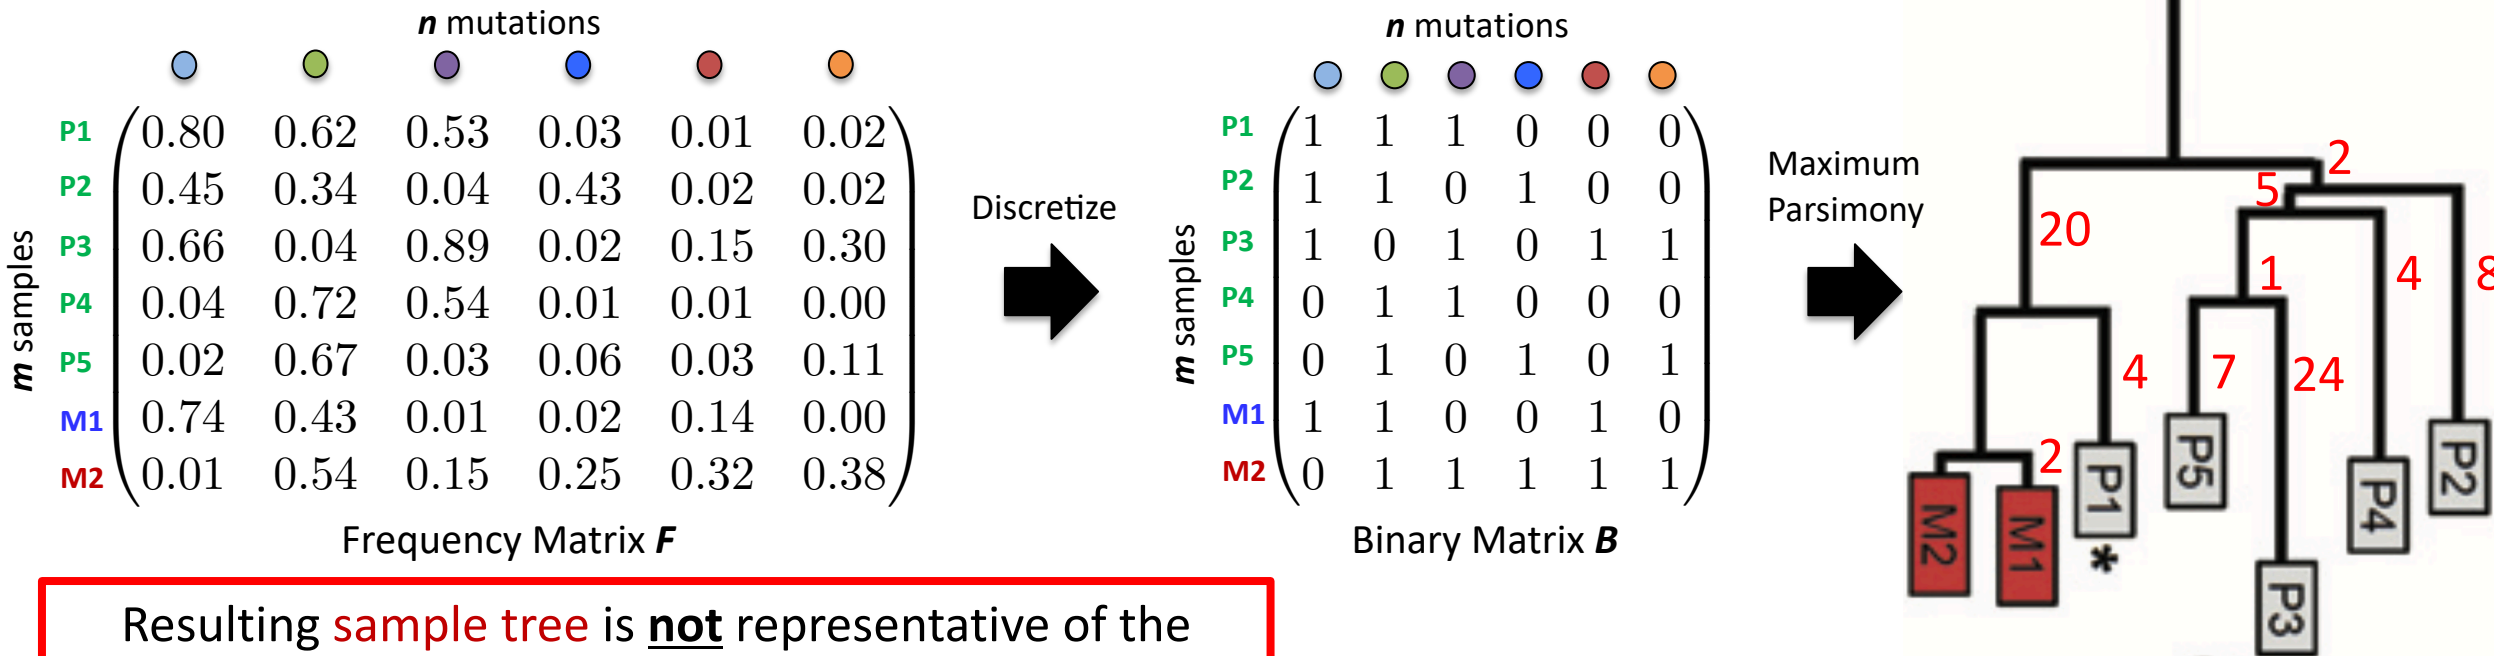 n mutations
m samples
P1 0.80 0.62 0.53 0.03 0.01 0.02
P2 0.45 0.34 0.04 0.43 0.02 0.02
P3 0.66 0.04 0.89 0.02 0.15 0.30
P4 0.04 0.72 0.54 0.01 0.01 0.00
P5 0.02 0.67 0.03 0.06 0.03 0.11
M1 0.74 0.43 0.01 0.02 0.14 0.00
M2 0.01 0.54 0.15 0.25 0.32 0.38
Frequency Matrix F
Discretize
n mutations
m samples
P1 1 1 1 0 0 0
P2 1 1 0 1 0 0
P3 1 0 1 0 1 1
P4 0 1 1 0 0 0
P5 0 1 0 1 0 1
M1 1 1 0 0 1 0
M2 0 1 1 1 1 1
Binary Matrix B
Maximum
Parsimony
2
5
20
1
4
8
4
7
24
2
M2
M1
P1
*
P5
P3
P4
P2
Resulting sample tree is not representative of the